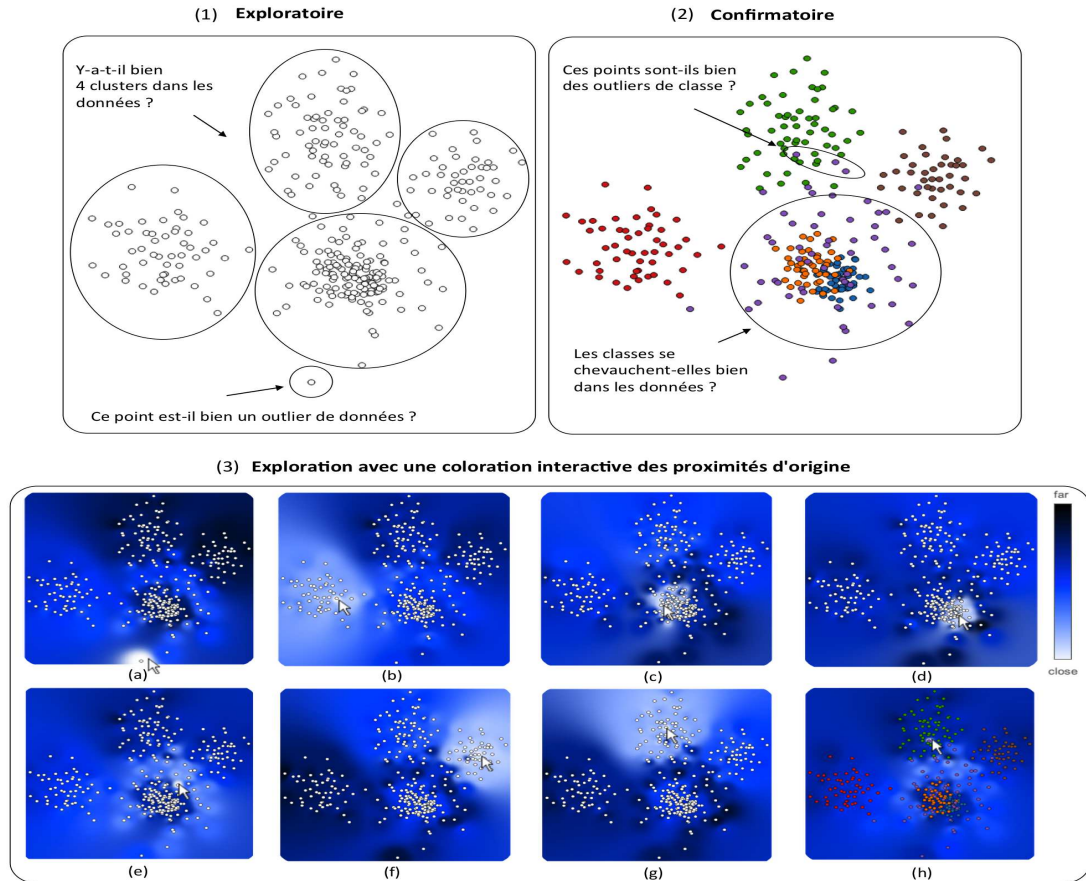 (1) Exploratoire
(2) Confirmatoire
Y-a-t-il bien
4 clusters dans les
données ?
Ce point est-il bien un outlier de données ?
Ces points sont-ils bien
des outliers de classe ?
Les classes se
chevauchent-elles bien
dans les données ?
(3) Exploration avec une coloration interactive des proximités d'origine
far
close
(a)
(b)
(c)
(d)
(e)
(f)
(g)
(h)